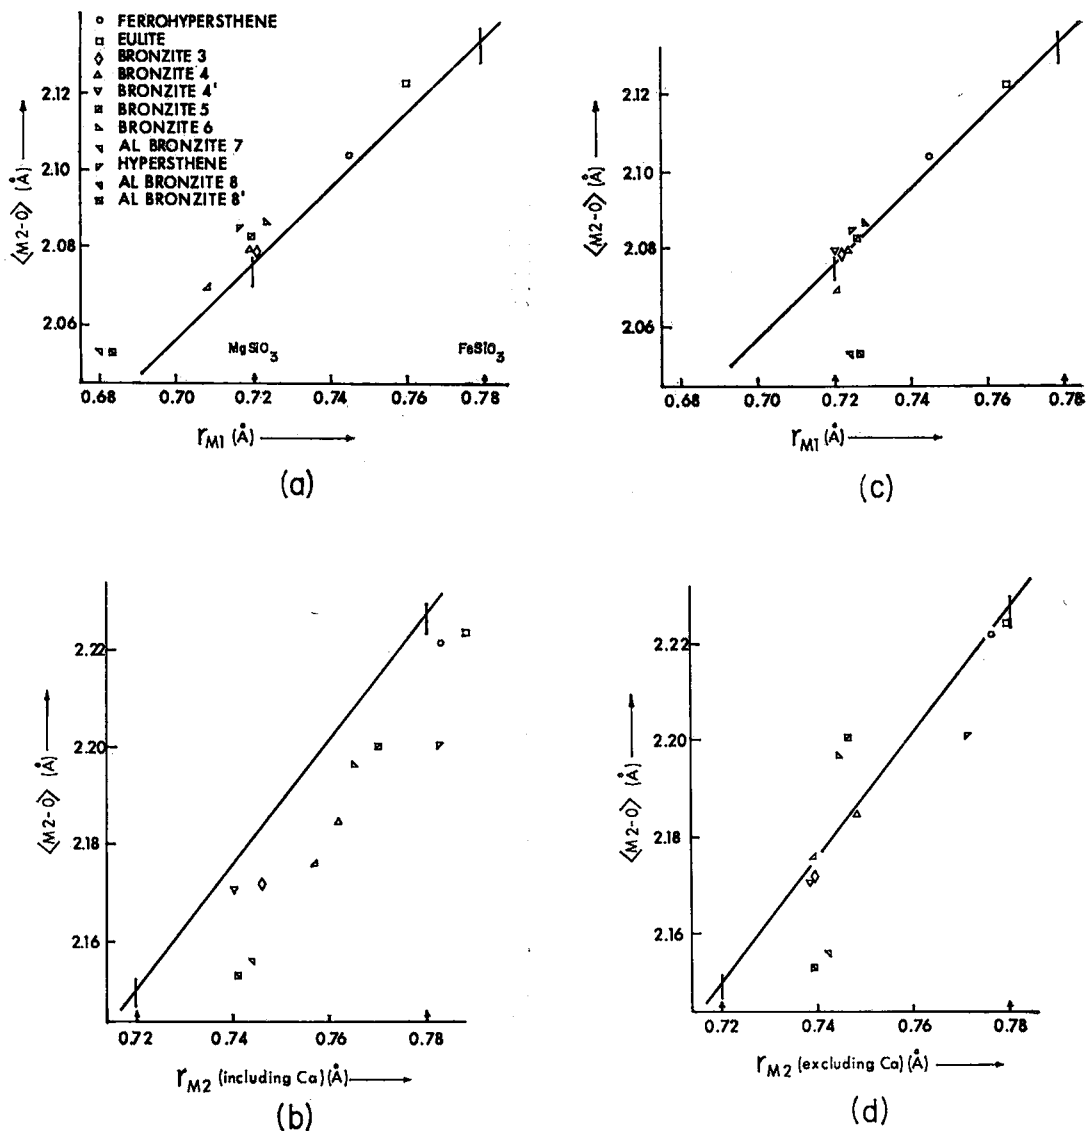 FERROHYPERSTHENE
EULITE
BRONZITE 3
BRONZITE 4
BRONZITE 4'
BRONZITE 5
BRONZITE 6
AL BRONZITE 7
HYPERSTHENE
AL BRONZITE 8
AL BRONZITE 8'
⟨M2-O⟩ (Å)
2.12
2.10
2.08
2.06
MgSiO3
FeSiO3
0.68 0.70 0.72 0.74 0.76 0.78
rM1 (Å)
(a)
⟨M2-O⟩ (Å)
2.12
2.10
2.08
2.06
0.68 0.70 0.72 0.74 0.76 0.78
rM1 (Å)
(c)
⟨M2-O⟩ (Å)
2.22
2.20
2.18
2.16
0.72 0.74 0.76 0.78
rM2 (including Ca) (Å)
(b)
⟨M2-O⟩ (Å)
2.22
2.20
2.18
2.16
0.72 0.74 0.76 0.78
rM2 (excluding Ca) (Å)
(d)